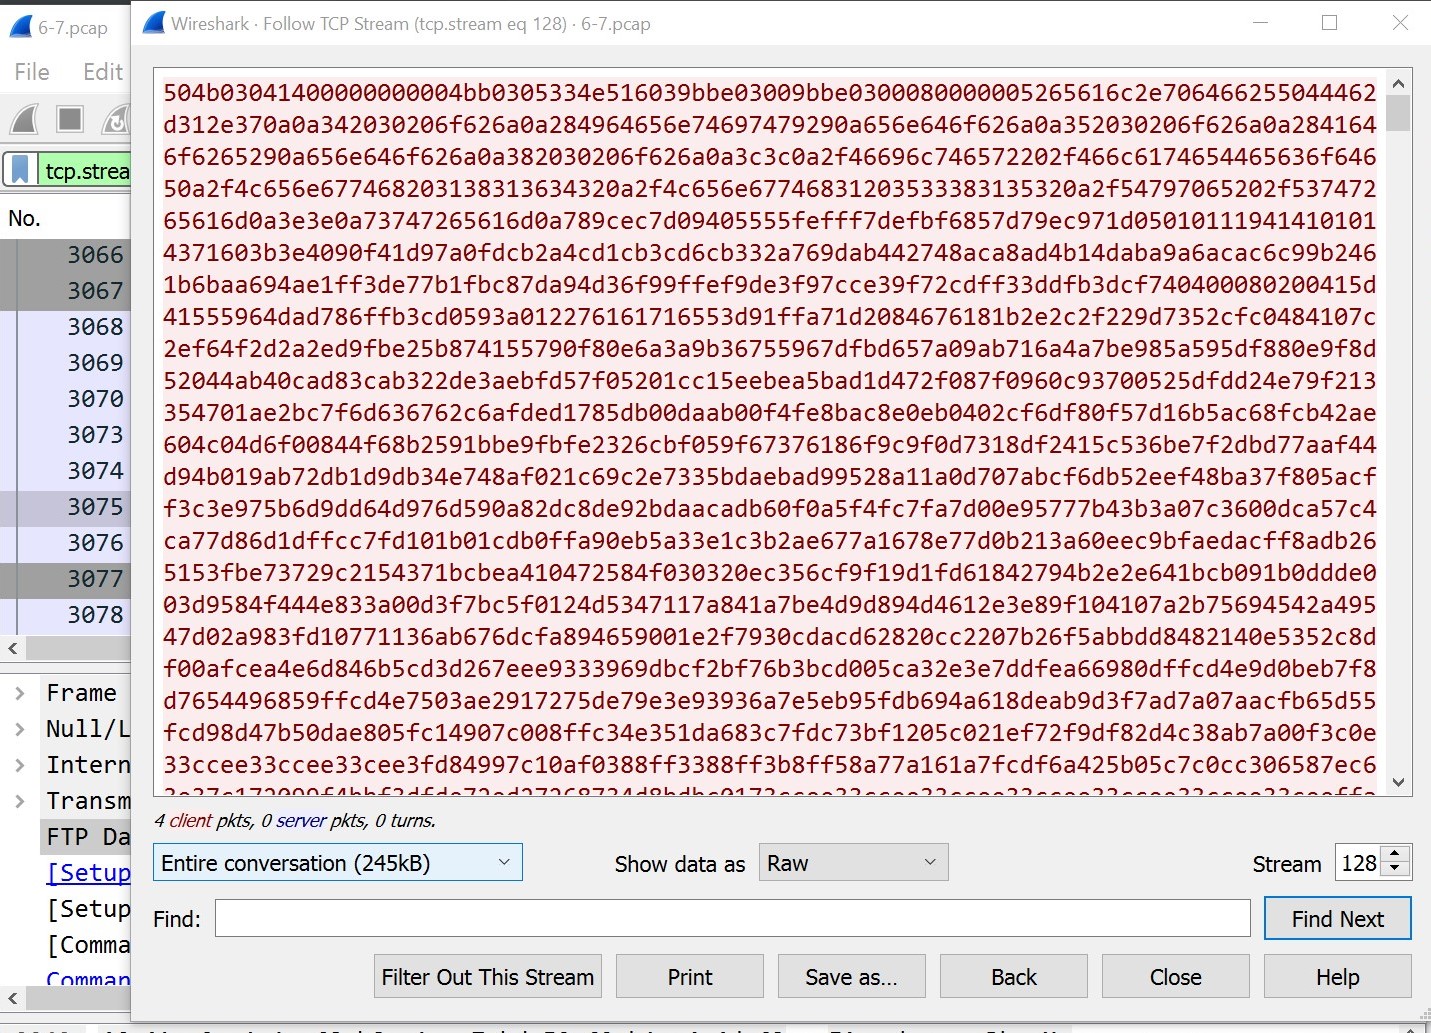 6-7.pcap
Wireshark · Follow TCP Stream (tcp.stream eq 128) · 6-7.pcap
File Edit
tcp.strea
No.
3066
3067
3068
3069
3070
3073
3074
3075
3076
3077
3078
Frame
Null/L
Intern
Transm
FTP Da
[Setup
[Setup
[Comma
Comman
504b03041400000000004bb0305334e516039bbe03009bbe0300080000005265616c2e706466255044462
d312e370a0a342030206f626a0a284964656e74697479290a656e646f626a0a352030206f626a0a2841646
6f6265290a656e646f626a0a382030206f626a0a3c3c0a2f46696c746572202f466c6174654465636f646
50a2f4c656e677468203138313634320a2f4c656e67746831203533383135320a2f54797065202f537472
65616d0a3e3e0a73747265616d0a789cec7d09405555fefff7defbf6857d79ec971d05010111941410101
4371603b3e4090f41d97a0fdcb2a4cd1cb3cd6cb332a769dab442748aca8ad4b14daba9a6acac6c99b246
1b6baa694ae1ff3de77b1fbc87da94d36f99ffef9de3f97cce39f72cdff33ddfb3dcf740400080200415d
41555964dad786ffb3cd0593a012276161716553d91ffa71d2084676181b2e2c2f229d7352cfc0484107c
2ef64f2d2a2ed9fbe25b874155790f80e6a3a9b36755967dfbd657a09ab716a4a7be985a595df880e9f8d
52044ab40cad83cab322de3aebfd57f05201cc15eebea5bad1d472f087f0960c93700525dfdd24e79f213
354701ae2bc7f6d636762c6afded1785db00daab00f4fe8bac8e0eb0402cf6df80f57d16b5ac68fcb42ae
604c04d6f00844f68b2591bbe9fbfe2326cbf059f67376186f9c9f0d7318df2415c536be7f2dbd77aaf44
d94b019ab72db1d9db34e748af021c69c2e7335bdaebad99528a11a0d707abcf6db52eef48ba37f805acf
f3c3e975b6d9dd64d976d590a82dc8de92bdaacadb60f0a5f4fc7fa7d00e95777b43b3a07c3600dca57c4
ca77d86d1dffcc7fd101b01cdb0ffa90eb5a33e1c3b2ae677a1678e77d0b213a60eec9bfaedacff8adb26
5153fbe73729c2154371bcbea410472584f030320ec356cf9f19d1fd61842794b2e2e641bcb091b0ddde0
03d9584f444e833a00d3f7bc5f0124d5347117a841a7be4d9d894d4612e3e89f104107a2b75694542a495
47d02a983fd10771136ab676dcfa894659001e2f7930cdacd62820cc2207b26f5abbdd8482140e5352c8d
f00afcea4e6d846b5cd3d267eee9333969dbcf2bf76b3bcd005ca32e3e7ddfea66980dffcd4e9d0beb7f8
d7654496859ffcd4e7503ae2917275de79e3e93936a7e5eb95fdb694a618deab9d3f7ad7a07aacfb65d55
fcd98d47b50dae805fc14907c008ffc34e351da683c7fdc73bf1205c021ef72f9df82d4c38ab7a00f3c0e
33ccee33ccee33cee3fd84997c10af0388ff3388ff3b8ff58a77a161a7fcdf6a425b05c7c0cc306587ec6
4 client pkts, 0 server pkts, 0 turns.
Entire conversation (245kB)
Show data as
Raw
Stream
128
Find:
Find Next
Filter Out This Stream
Print
Save as…
Back
Close
Help